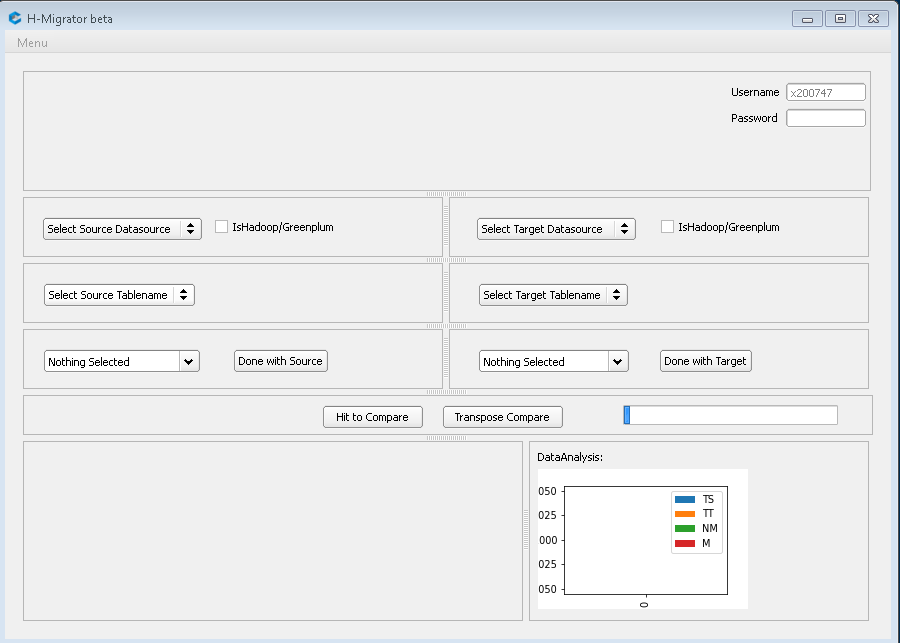 H-Migrator beta
Menu
Username x200747
Password
Select Source Datasource IsHadoop/Greenplum
Select Target Datasource IsHadoop/Greenplum
Select Source Tablename
Select Target Tablename
Nothing Selected Done with Source
Nothing Selected Done with Target
Hit to Compare Transpose Compare
DataAnalysis:
050
025
000
025
050
TS
TT
NM
M
0